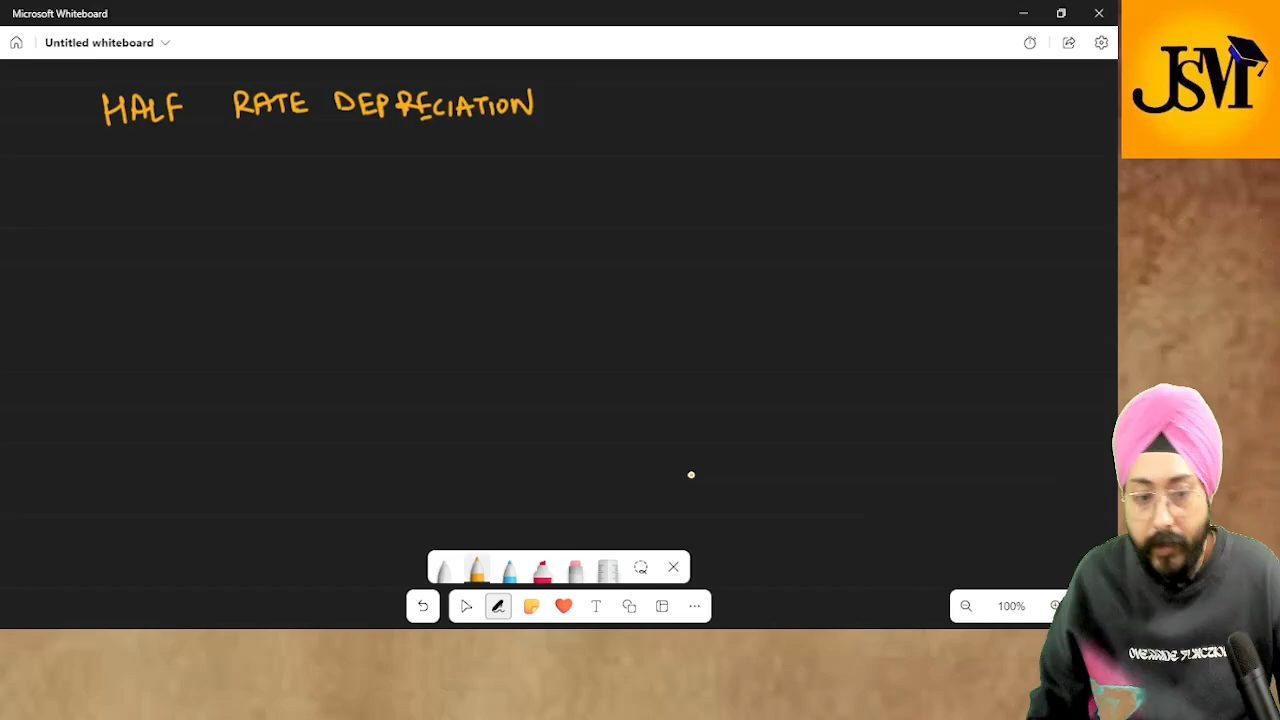 Microsoft Whiteboard
Untitled whiteboard
JSM
HALF RATE DEPRECIATION
T
100%